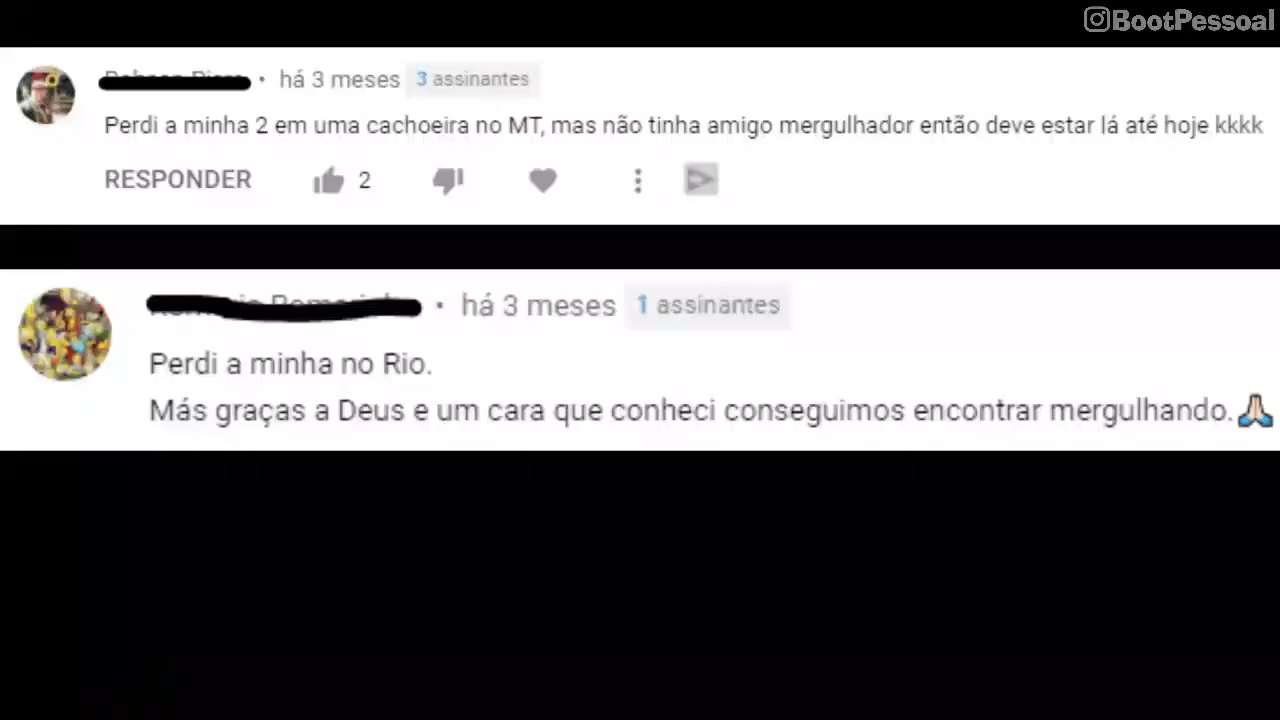 BootPessoal
• há 3 meses 3 assinantes
Perdi a minha 2 em uma cachoeira no MT, mas não tinha amigo mergulhador então deve estar lá até hoje kkkk
RESPONDER 2
• há 3 meses 1 assinantes
Perdi a minha no Rio.
Más graças a Deus e um cara que conheci conseguimos encontrar mergulhando.🙏🏻